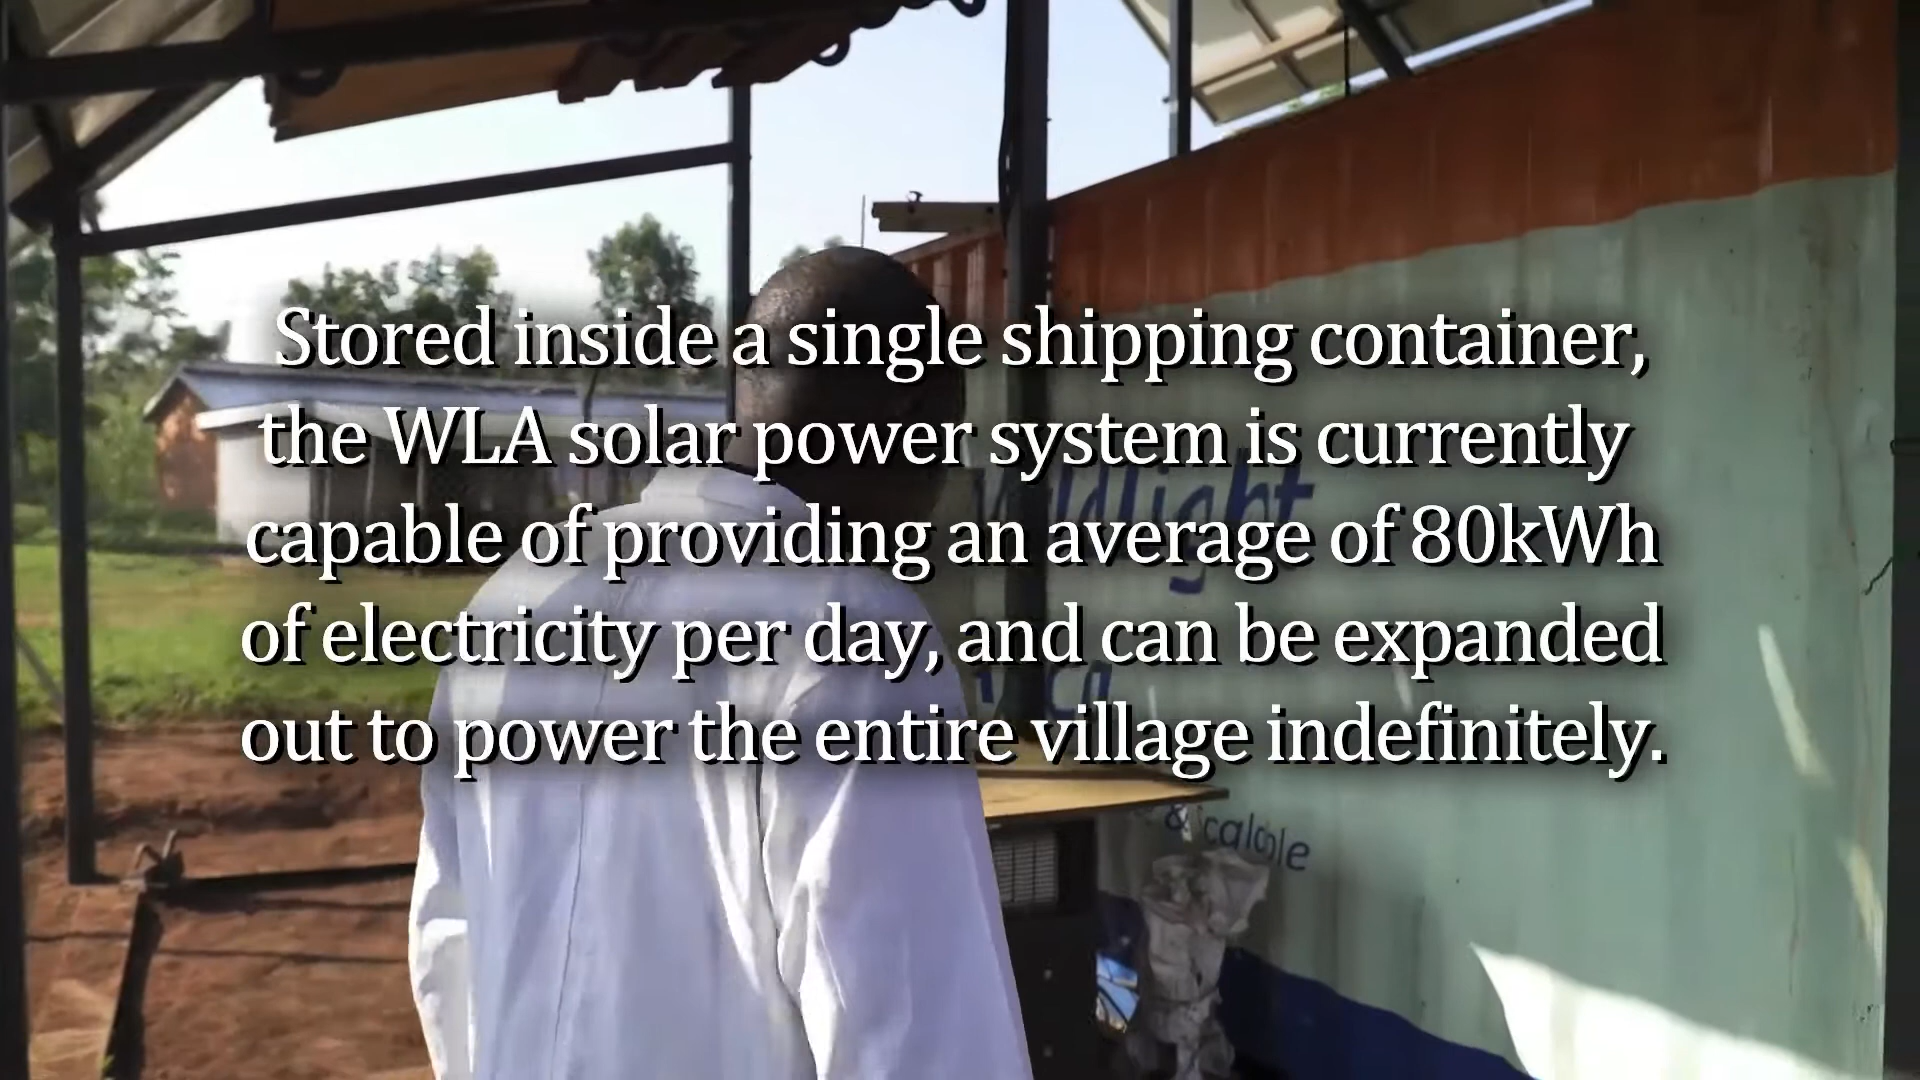 Stored inside a single shipping container,
the WLA solar power system is currently
capable of providing an average of 80kWh
of electricity per day, and can be expanded
out to power the entire village indefinitely.
& scalable